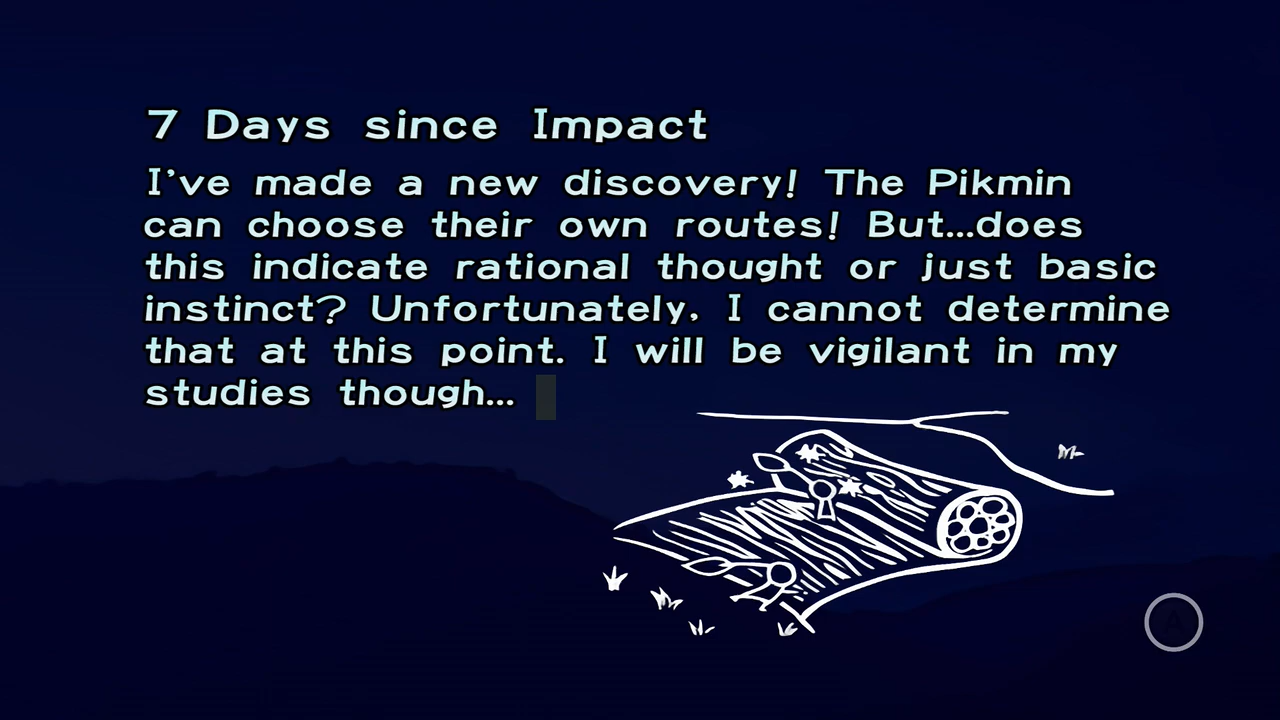 7 Days since Impact
I've made a new discovery! The Pikmin
can choose their own routes! But...does
this indicate rational thought or just basic
instinct? Unfortunately, I cannot determine
that at this point. I will be vigilant in my
studies though...